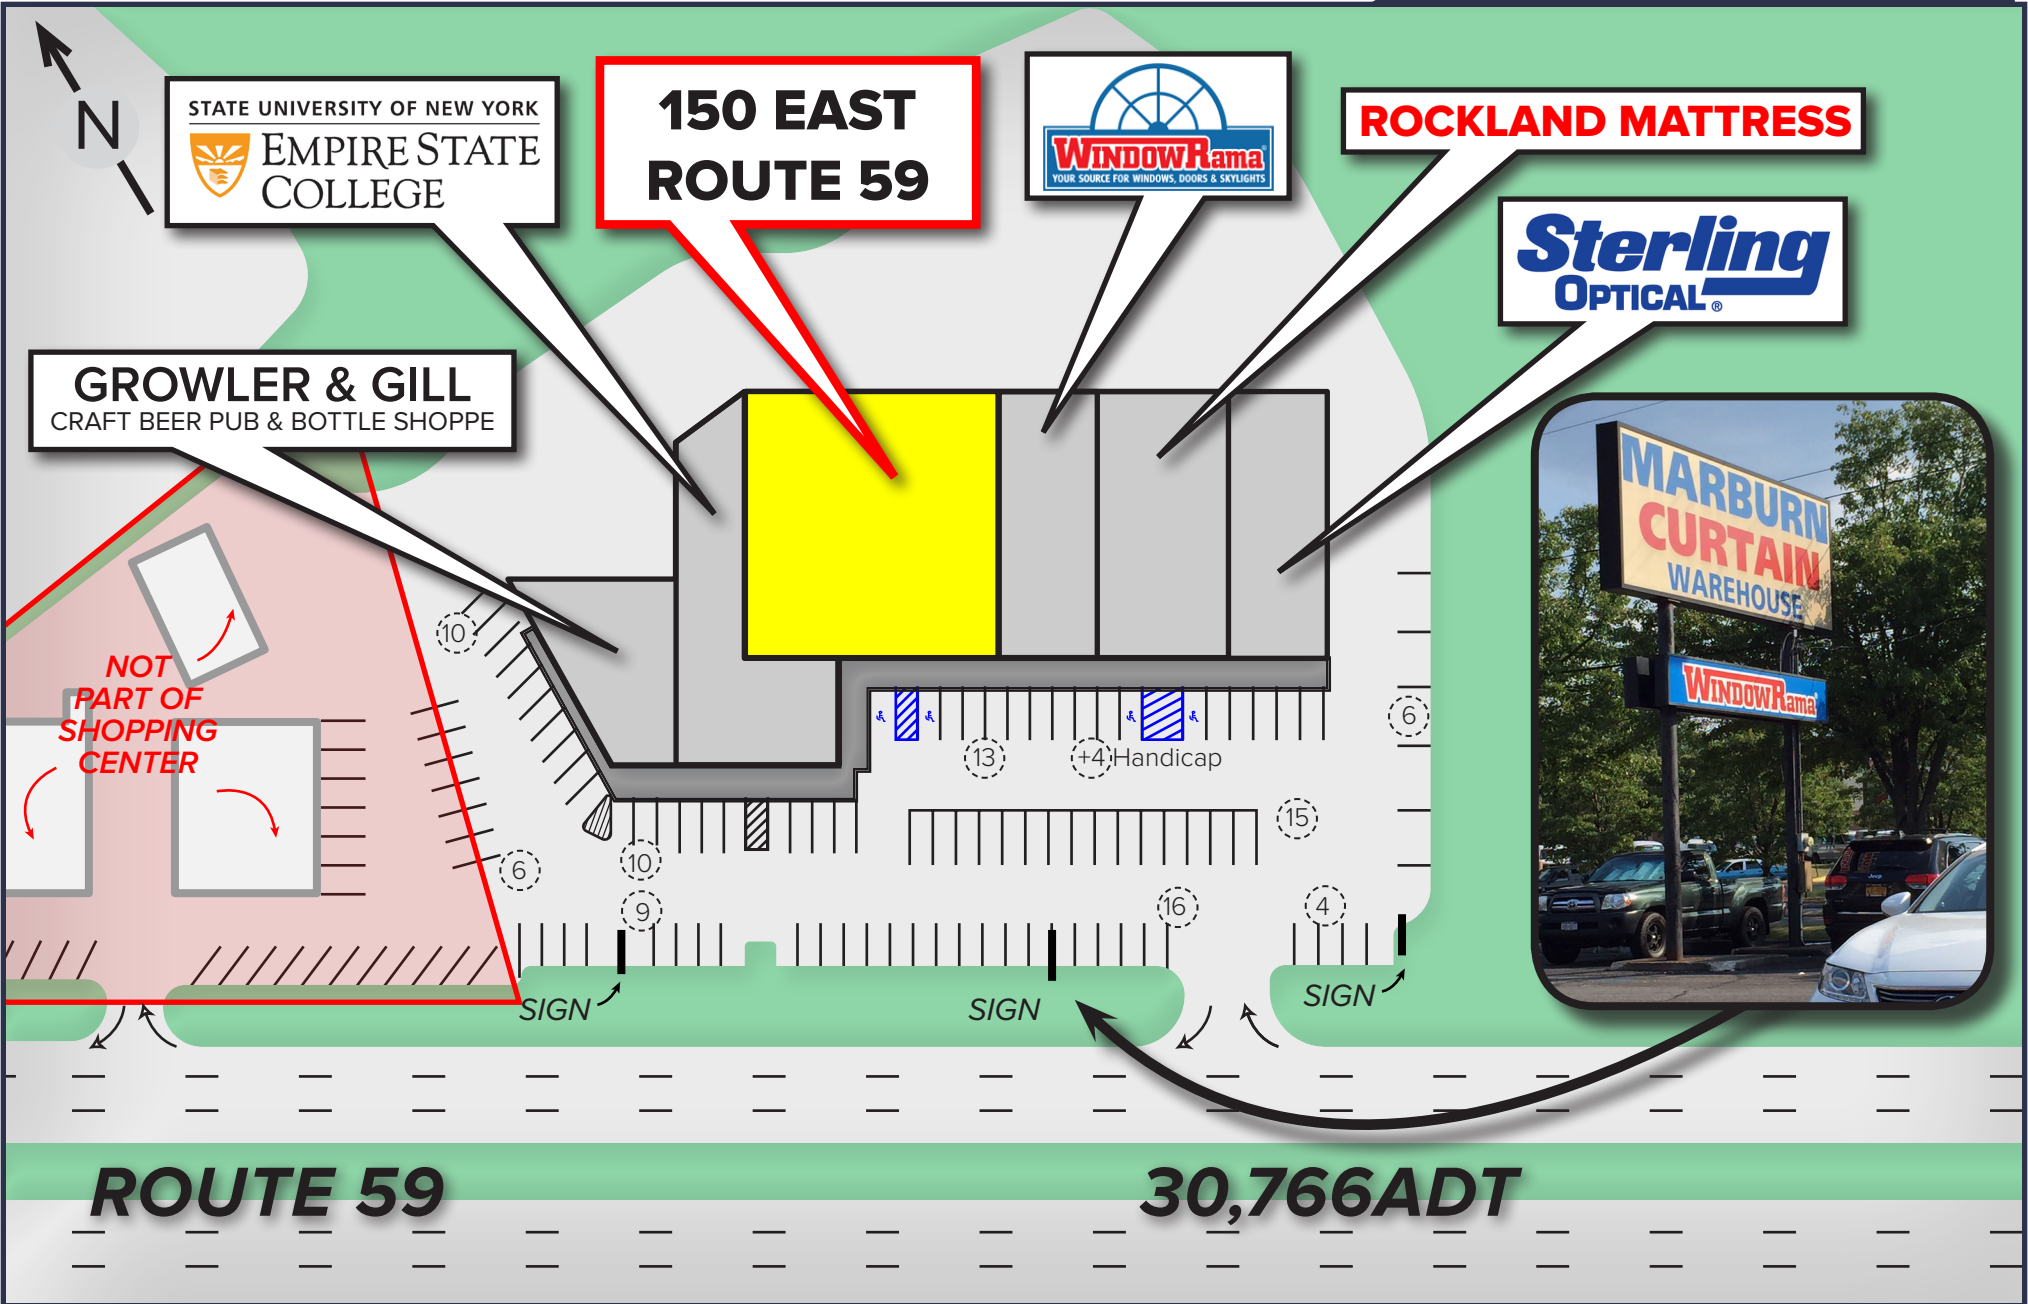 N
STATE UNIVERSITY OF NEW YORK
EMPIRE STATE
COLLEGE
150 EAST
ROUTE 59
WINDOWRama
YOUR SOURCE FOR WINDOWS, DOORS & SKYLIGHTS
ROCKLAND MATTRESS
Sterling
OPTICAL®
GROWLER & GILL
CRAFT BEER PUB & BOTTLE SHOPPE
MARBURN
CURTAIN
WAREHOUSE
WINDOWRama
NOT
PART OF
SHOPPING
CENTER
10
6
13
+4 Handicap
15
6
10
9
16
4
SIGN
SIGN
SIGN
ROUTE 59
30,766ADT